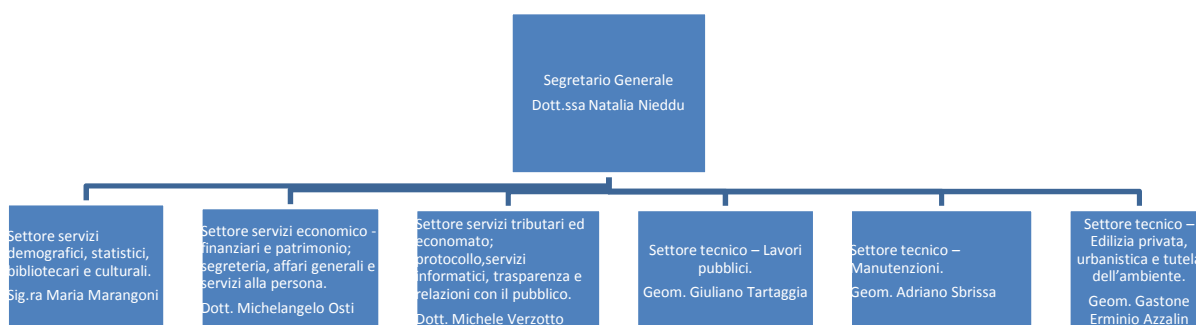 Segretario Generale
Dott.ssa Natalia Nieddu
Settore servizi
demografici, statistici,
bibliotecari e culturali.
Sig.ra Maria Marangoni
Settore servizi economico -
finanziari e patrimonio;
segreteria, affari generali e
servizi alla persona.
Dott. Michelangelo Osti
Settore servizi tributari ed
economato;
protocollo,servizi
informatici, trasparenza e
relazioni con il pubblico.
Dott. Michele Verzotto
Settore tecnico – Lavori
pubblici.
Geom. Giuliano Tartaggia
Settore tecnico –
Manutenzioni.
Geom. Adriano Sbrissa
Settore tecnico –
Edilizia privata,
urbanistica e tutela
dell’ambiente.
Geom. Gastone
Erminio Azzalin